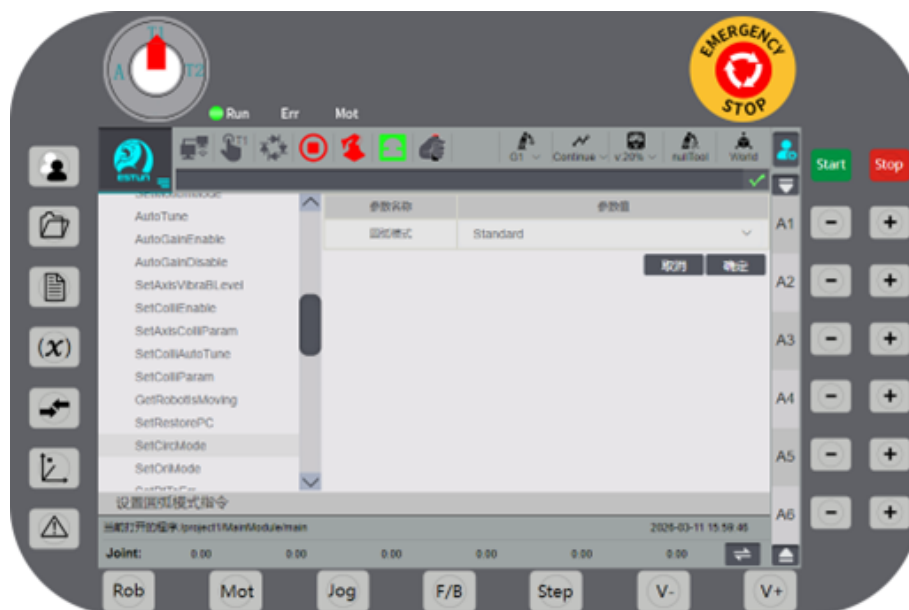 EMERGENCY
STOP
T1
A
T2
Run Err Mot
T1
G1 Continue v:20% nullTool World
ESTUN
Start Stop
AutoTune
AutoGainEnable
AutoGainDisable
SetAxisVibraBLevel
SetColliEnable
SetAxisColliParam
SetColliAutoTune
SetColliParam
GetRobotIsMoving
SetRestorePC
SetCircMode
SetOriMode
参数名称 参数值
圆弧模式 Standard
取消 确定
A1 - +
A2 - +
A3 - +
A4 - +
A5 - +
A6 - +
(x)
设置圆弧模式指令
当前打开的程序:/project1/MainModule/main 2026-03-11 15:59:46
Joint: 0.00 0.00 0.00 0.00 0.00 0.00
Rob Mot Jog F/B Step V- V+